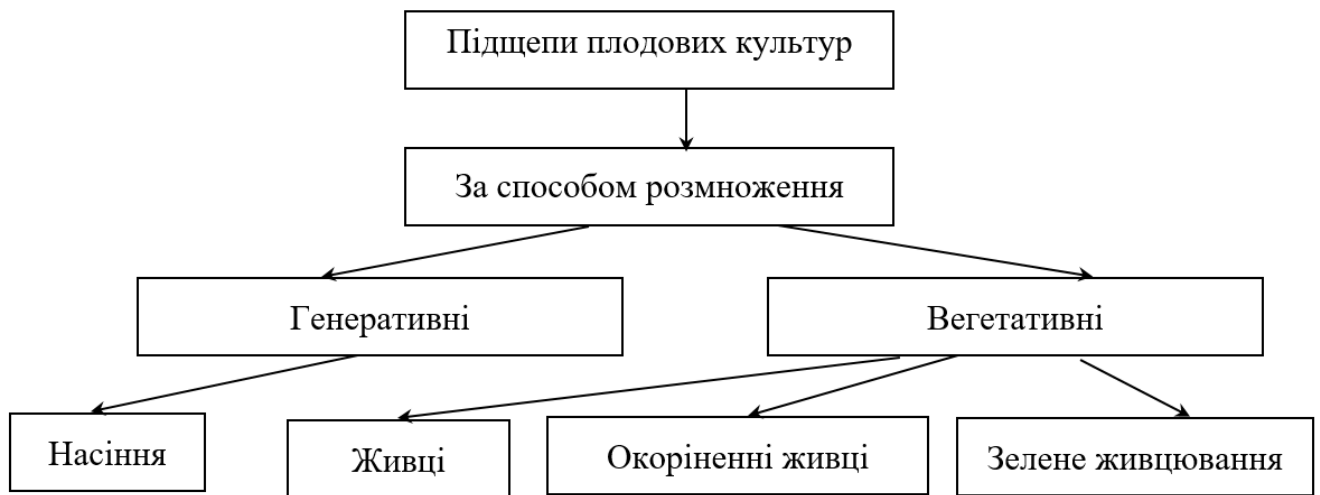 Підщепи плодових культур
За способом розмноження
Генеративні
Вегетативні
Насіння
Живці
Окоріненні живці
Зелене живцювання